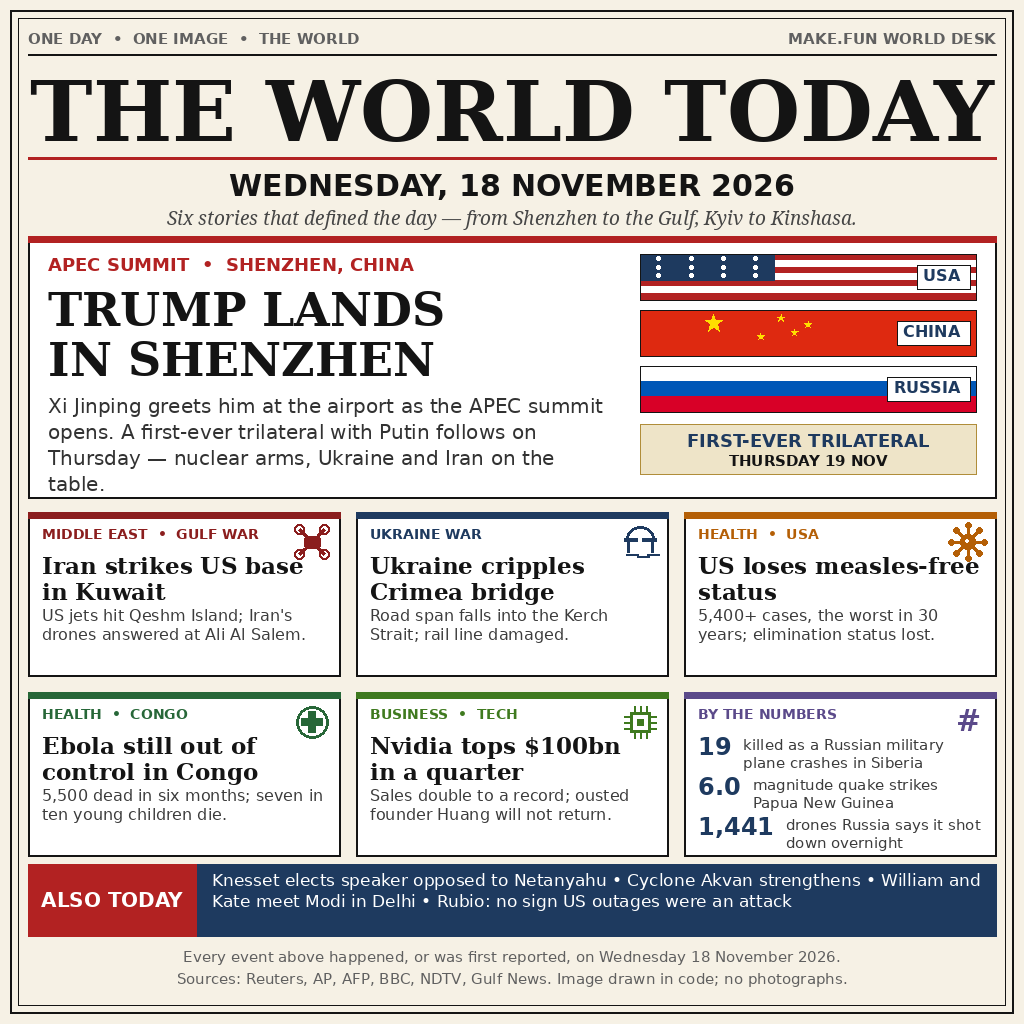 ONE DAY • ONE IMAGE • THE WORLD
MAKE.FUN WORLD DESK
THE WORLD TODAY
WEDNESDAY, 18 NOVEMBER 2026
Six stories that defined the day — from Shenzhen to the Gulf, Kyiv to Kinshasa.
APEC SUMMIT • SHENZHEN, CHINA
TRUMP LANDS
IN SHENZHEN
Xi Jinping greets him at the airport as the APEC summit
opens. A first-ever trilateral with Putin follows on
Thursday — nuclear arms, Ukraine and Iran on the
table.
USA
CHINA
RUSSIA
FIRST-EVER TRILATERAL
THURSDAY 19 NOV
MIDDLE EAST • GULF WAR
Iran strikes US base
in Kuwait
US jets hit Qeshm Island; Iran's
drones answered at Ali Al Salem.
UKRAINE WAR
Ukraine cripples
Crimea bridge
Road span falls into the Kerch
Strait; rail line damaged.
HEALTH • USA
US loses measles-free
status
5,400+ cases, the worst in 30
years; elimination status lost.
HEALTH • CONGO
Ebola still out of
control in Congo
5,500 dead in six months; seven in
ten young children die.
BUSINESS • TECH
Nvidia tops $100bn
in a quarter
Sales double to a record; ousted
founder Huang will not return.
BY THE NUMBERS
#
19 killed as a Russian military
plane crashes in Siberia
6.0 magnitude quake strikes
Papua New Guinea
1,441 drones Russia says it shot
down overnight
ALSO TODAY
Knesset elects speaker opposed to Netanyahu • Cyclone Akvan strengthens • William and
Kate meet Modi in Delhi • Rubio: no sign US outages were an attack
Every event above happened, or was first reported, on Wednesday 18 November 2026.
Sources: Reuters, AP, AFP, BBC, NDTV, Gulf News. Image drawn in code; no photographs.